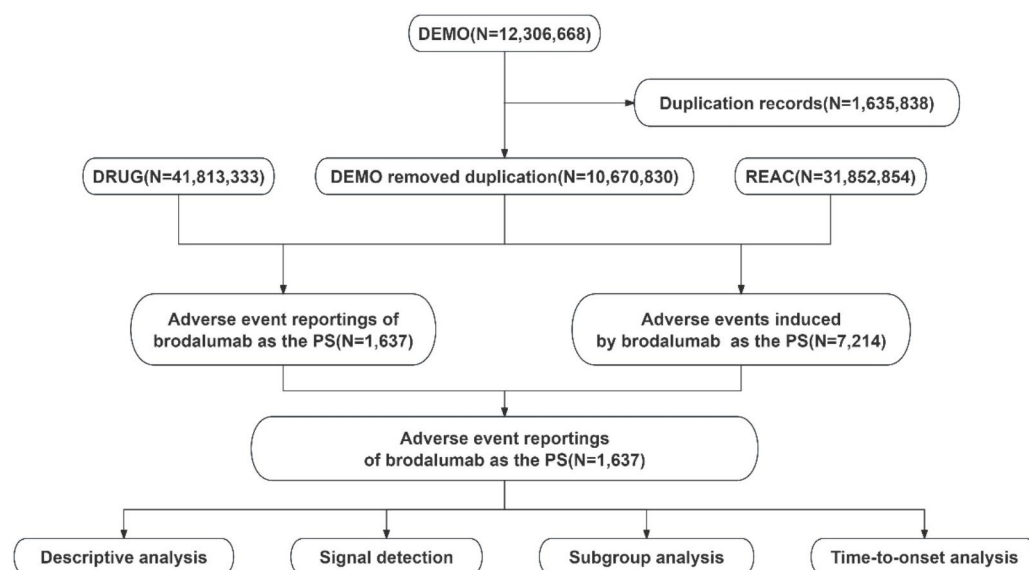 DEMO(N=12,306,668)
Duplication records(N=1,635,838)
DRUG(N=41,813,333)
DEMO removed duplication(N=10,670,830)
REAC(N=31,852,854)
Adverse event reportings of
brodalumab as the PS(N=1,637)
Adverse events induced
by brodalumab as the PS(N=7,214)
Adverse event reportings
of brodalumab as the PS(N=1,637)
Descriptive analysis
Signal detection
Subgroup analysis
Time-to-onset analysis